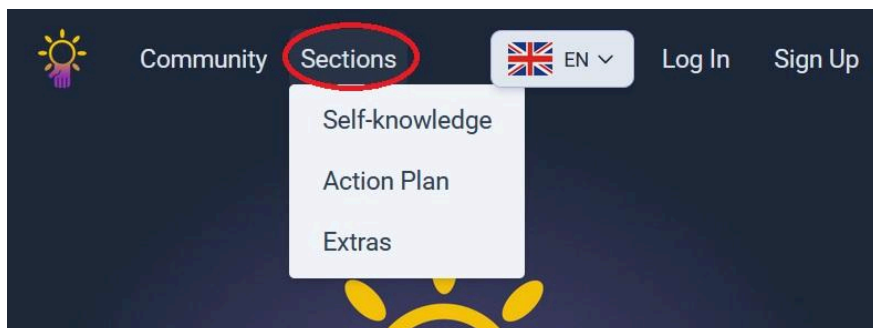 Community Sections EN Log In Sign Up
Self-knowledge
Action Plan
Extras